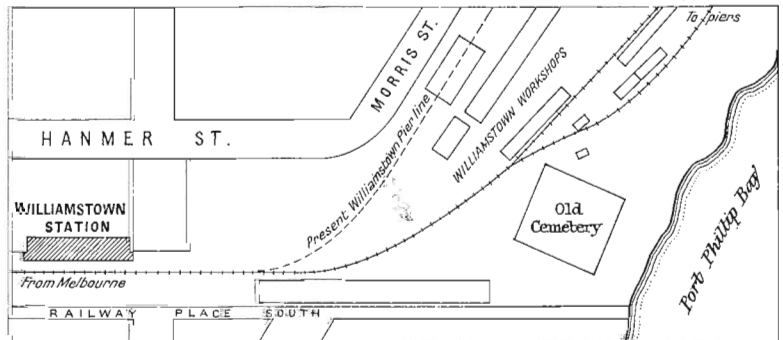 To piers
MORRIS ST.
HANMER ST.
Present Williamstown Pier line
WILLIAMSTOWN WORKSHOPS
WILLIAMSTOWN
STATION
Old
Cemetery
Port Phillip Bay
From Melbourne
RAILWAY PLACE SOUTH